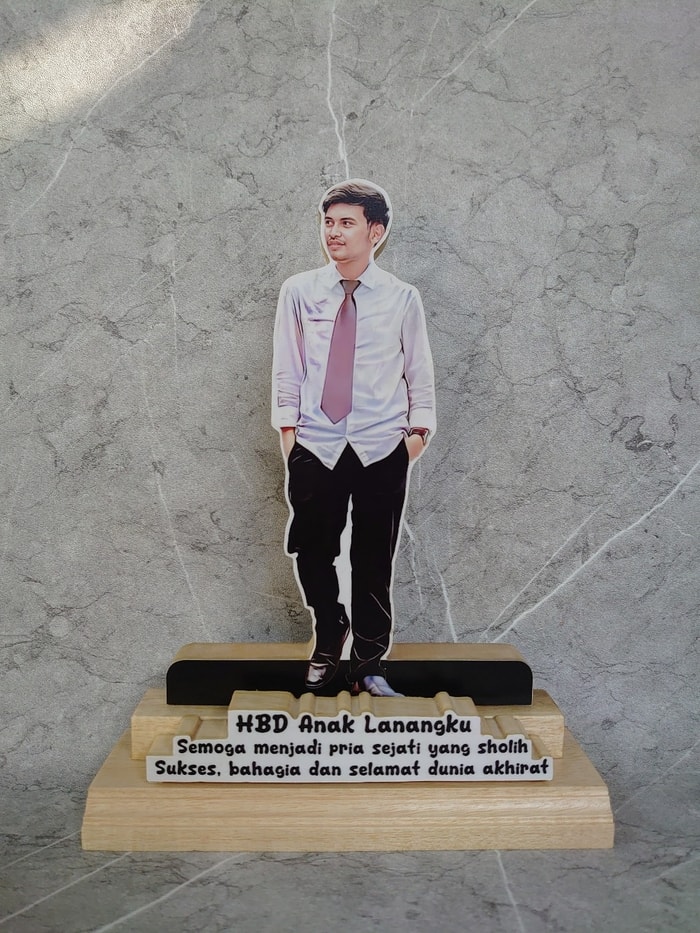 HBD Anak Lanangku
Semoga menjadi pria sejati yang sholih
Sukses, bahagia dan selamat dunia akhirat